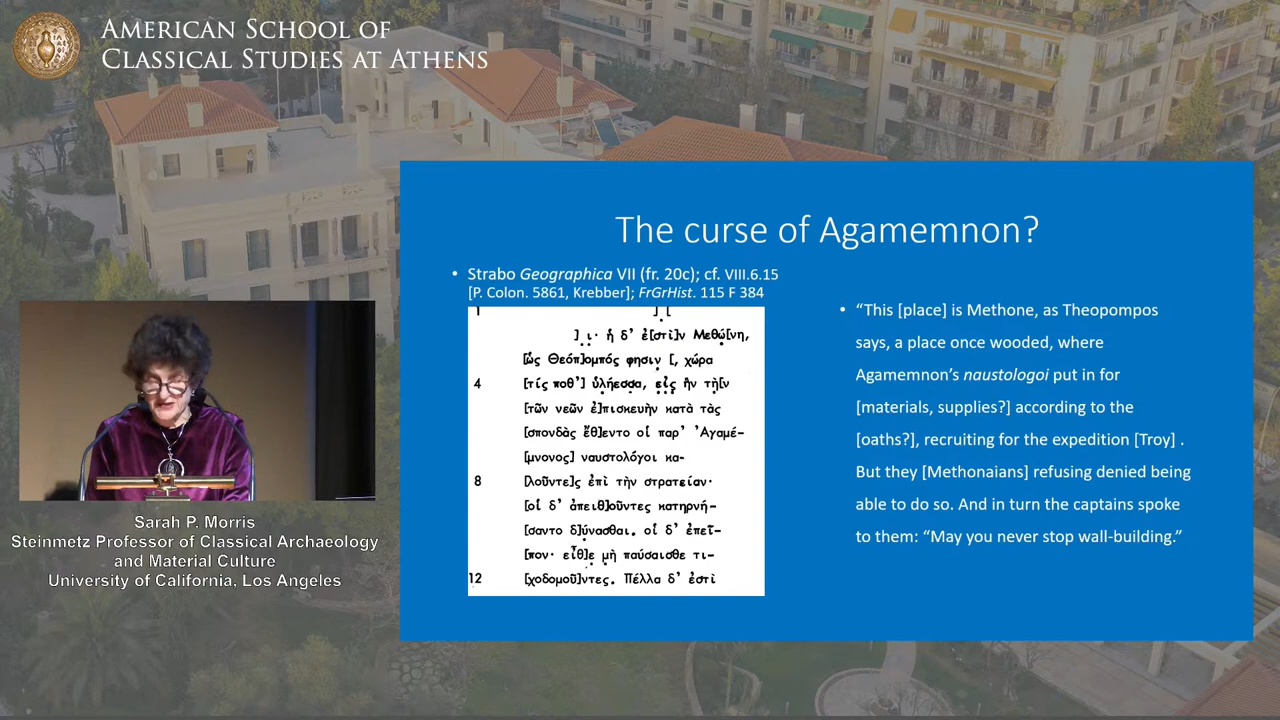 AMERICAN SCHOOL OF
CLASSICAL STUDIES AT ATHENS
The curse of Agamemnon?
• Strabo Geographica VII (fr. 20c); cf. VIII.6.15
[P. Colon. 5861, Krebber]; FrGrHist. 115 F 384
1 ] [
] ι· ἡ δ' ἐ[στὶ]ν Μεθώ[νη,
[ὣς Θεόπ]ομπός φησιν [, χώρα
4 [τίς ποθ'] ὑλήεσσα, εἰς ἣν τὴ[ν
[τῶν νεῶν ἐ]πισκευὴν κατὰ τὰς
[σπονδὰς ἔθ]εντο οἱ παρ' Ἀγαμέ-
[μνονος] ναυστολόγοι κα-
8 [λοῦντε]ς ἐπὶ τὴν στρατείαν·
[οἱ δ' ἀπειθ]οῦντες κατηρνή-
[σαντο δ]ύνασθαι. οἱ δ' ἐπεῖ-
[πον· εἴθ]ε μὴ παύσαισθε τι-
12 [χοδομοῦ]ντες. Πέλλα δ' ἐστὶ
• “This [place] is Methone, as Theopompos
says, a place once wooded, where
Agamemnon’s naustologoi put in for
[materials, supplies?] according to the
[oaths?], recruiting for the expedition [Troy] .
But they [Methonaians] refusing denied being
able to do so. And in turn the captains spoke
to them: “May you never stop wall-building.”
Sarah P. Morris
Steinmetz Professor of Classical Archaeology
and Material Culture
University of California, Los Angeles